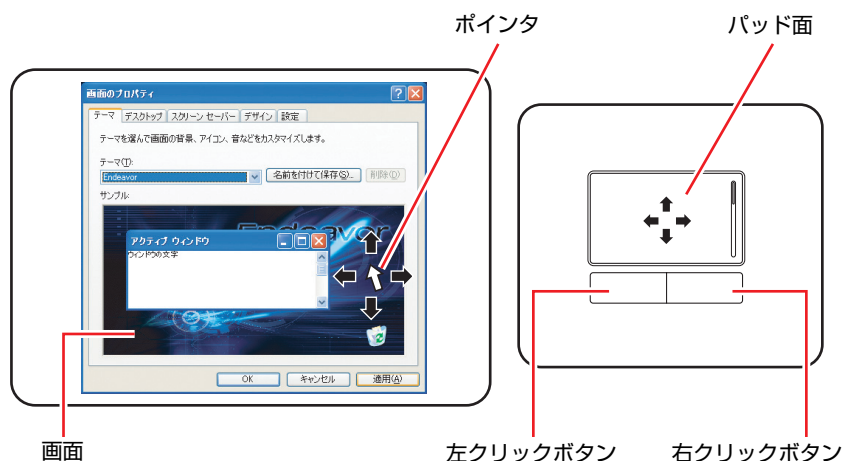 ポインタ
パッド面
画面のプロパティ
テーマ デスクトップ スクリーン セーバー デザイン 設定
テーマを選んで画面の背景、アイコン、音などをカスタマイズします。
テーマ(T):
Endeavor
名前を付けて保存(S)...
削除(D)
サンプル:
Endeavor
アクティブ ウィンドウ
ウィンドウの文字
OK
キャンセル
適用(A)
画面
左クリックボタン
右クリックボタン